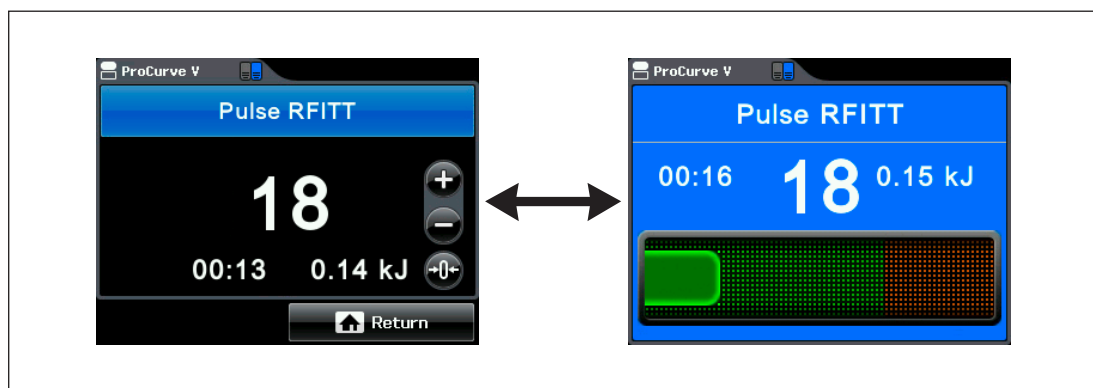 ProCurve V
Pulse RFITT
18
+
−
00:13 0.14 kJ
→0←
Return
ProCurve V
Pulse RFITT
00:16 18 0.15 kJ